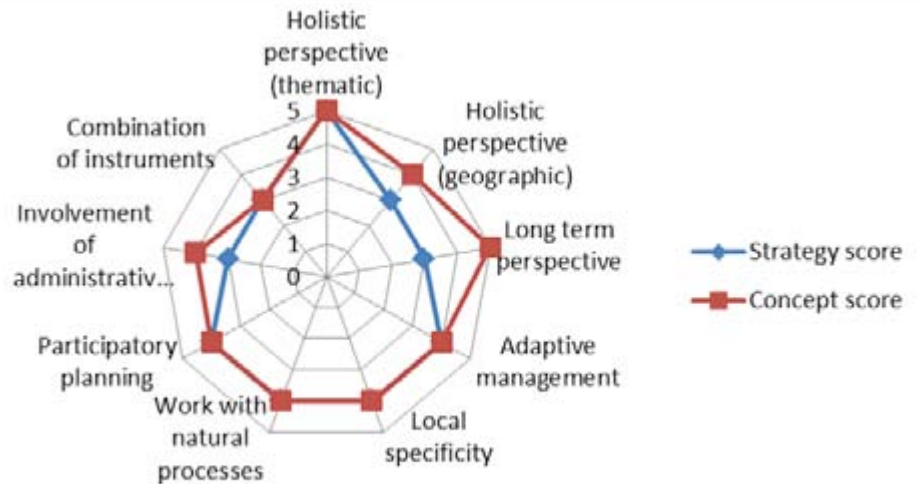 Holistic
perspective
(thematic)
5
4
3
2
1
0
Holistic
perspective
(geographic)
Long term
perspective
Adaptive
management
Local
specificity
Work with
natural
processes
Participatory
planning
Involvement
of
administrativ...
Combination
of instruments
Strategy score
Concept score